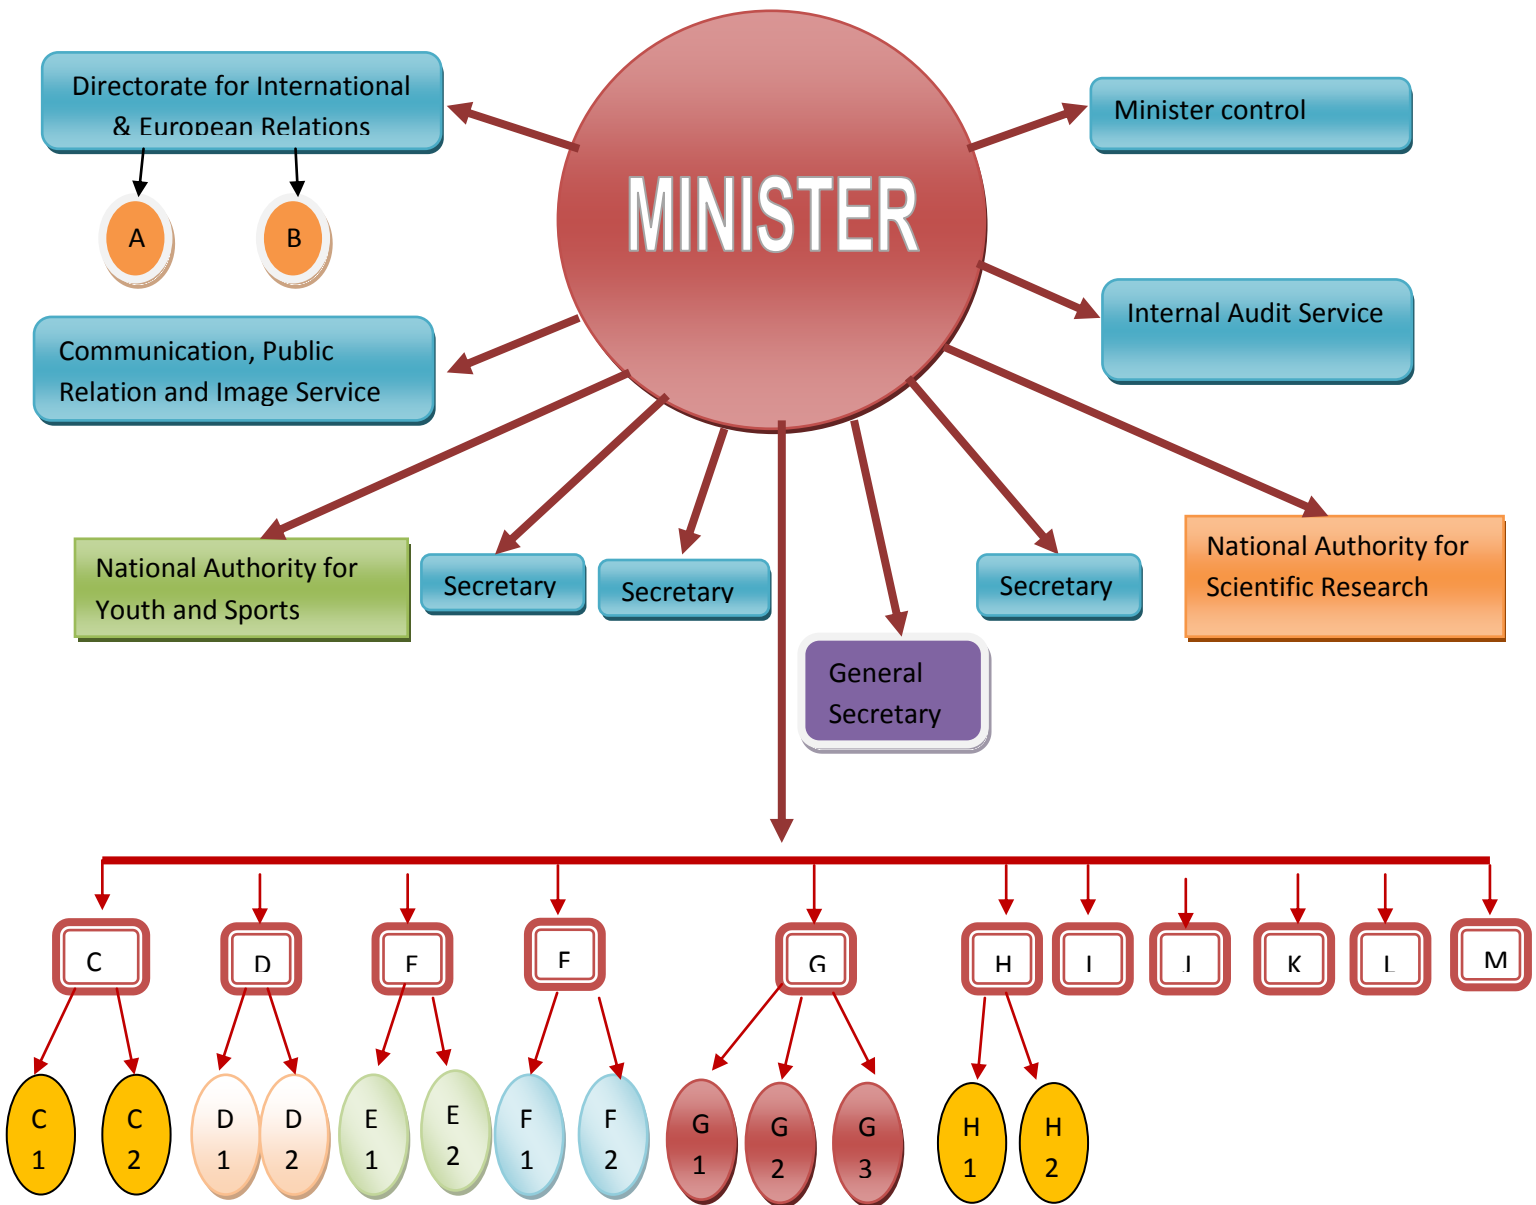 MINISTER
Directorate for International
& European Relations
Minister control
A
B
Internal Audit Service
Communication, Public
Relation and Image Service
National Authority for
Youth and Sports
Secretary
Secretary
General
Secretary
Secretary
National Authority for
Scientific Research
C
D
E
F
G
H
I
J
K
L
M
C
1
C
2
D
1
D
2
E
1
E
2
F
1
F
2
G
1
G
2
G
3
H
1
H
2